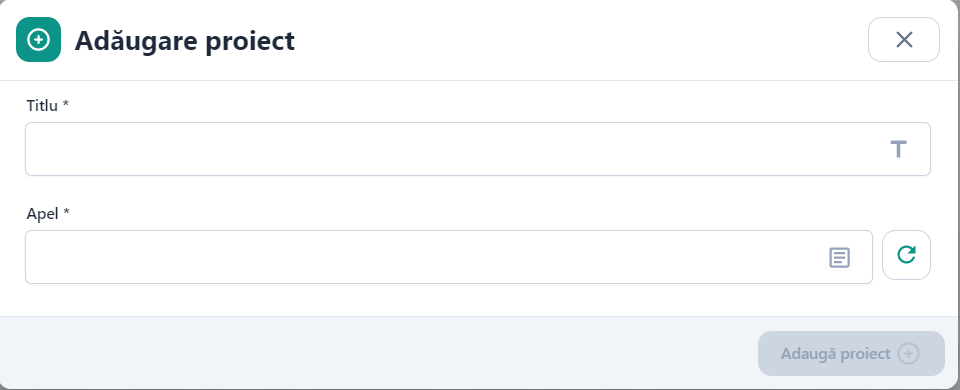 Adăugare proiect
Titlu *
Apel *
Adaugă proiect